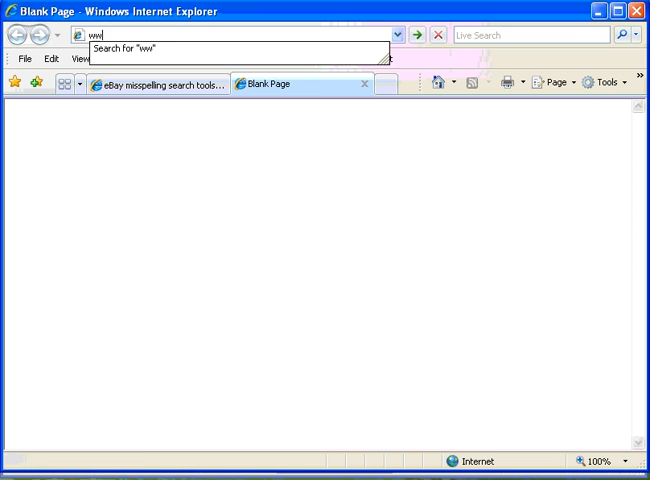 Blank Page - Windows Internet Explorer
ww
Live Search
Search for "ww"
File Edit View
eBay misspelling search tools...
Blank Page
Page
Tools
Internet
100%